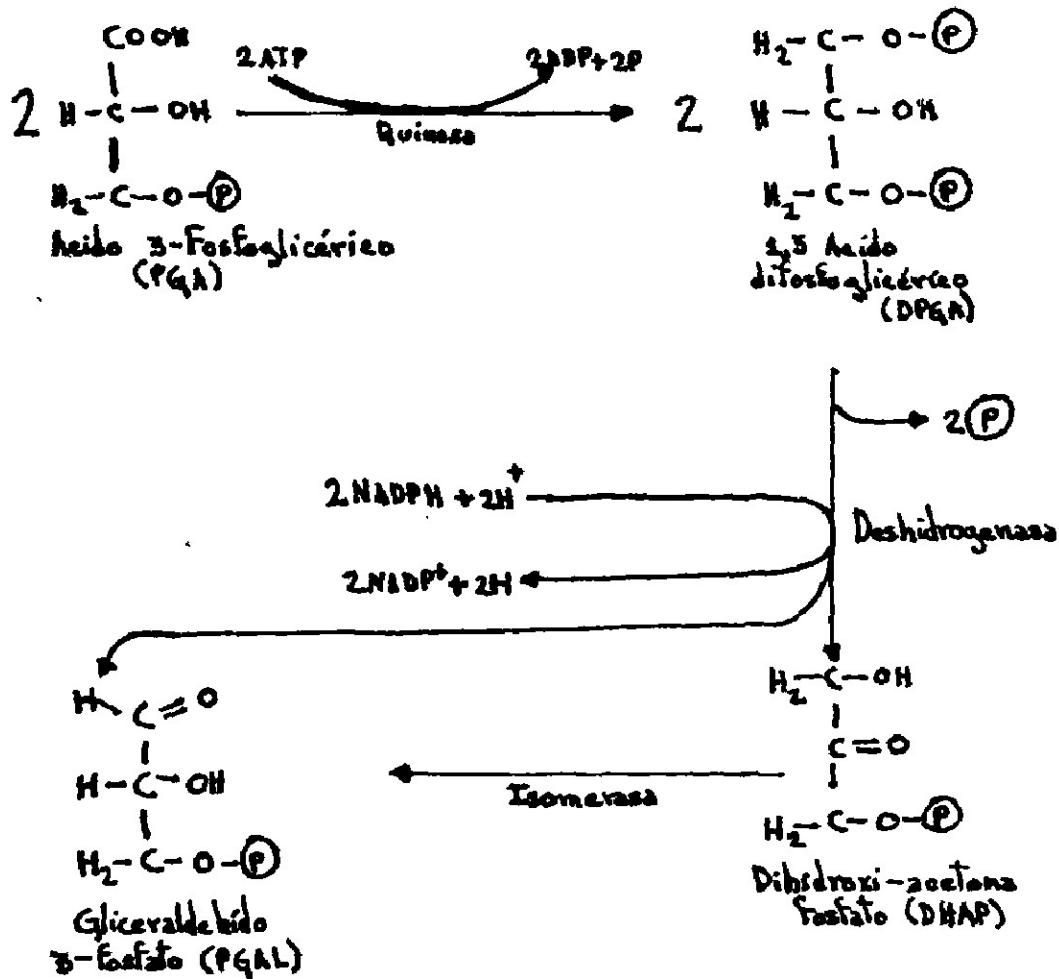 COOH
2ATP
2ADP+2P
2 H-C-OH
Quinasa
H₂-C-O-Ⓟ
Acido 3-Fosfoglicérico
(PGA)
H₂-C-O-Ⓟ
2 H-C-OH
H₂-C-O-Ⓟ
1,3 Acido
difosfoglicérico
(DPGA)
2Ⓟ
2NADPH + 2H⁺
Deshidrogenasa
2NADP⁺ + 2H
H
C=O
H-C-OH
H₂-C-O-Ⓟ
Gliceraldehído
3-fosfato (PGAL)
Isomerasa
H₂-C-OH
C=O
H₂-C-O-Ⓟ
Dihidroxi-acetona
fosfato (DHAP)